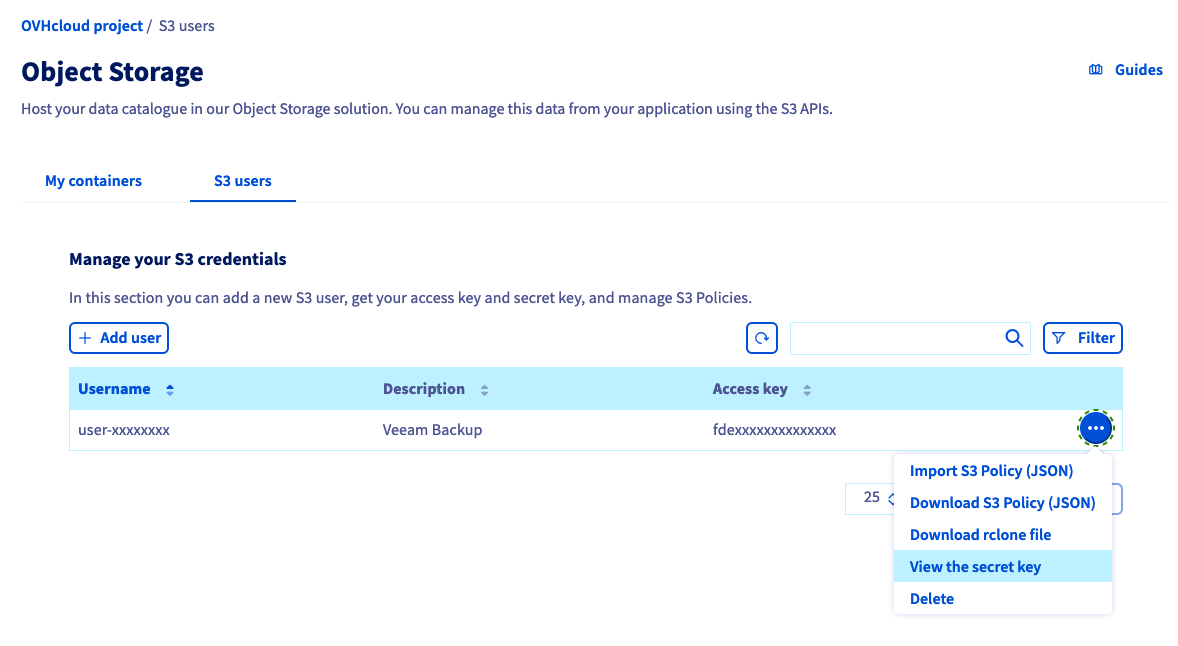 OVHcloud project / S3 users
Object Storage
Guides
Host your data catalogue in our Object Storage solution. You can manage this data from your application using the S3 APIs.
My containers
S3 users
Manage your S3 credentials
In this section you can add a new S3 user, get your access key and secret key, and manage S3 Policies.
+ Add user
Filter
Username Description Access key
user-xxxxxxxx Veeam Backup fdexxxxxxxxxxxxxx
25
Import S3 Policy (JSON)
Download S3 Policy (JSON)
Download rclone file
View the secret key
Delete